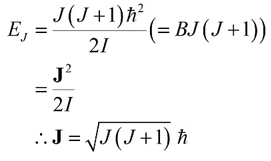 E_J = J(J+1)ħ² / 2I (= BJ(J+1))
= 𝐉² / 2I
∴ 𝐉 = √J(J+1) ħ